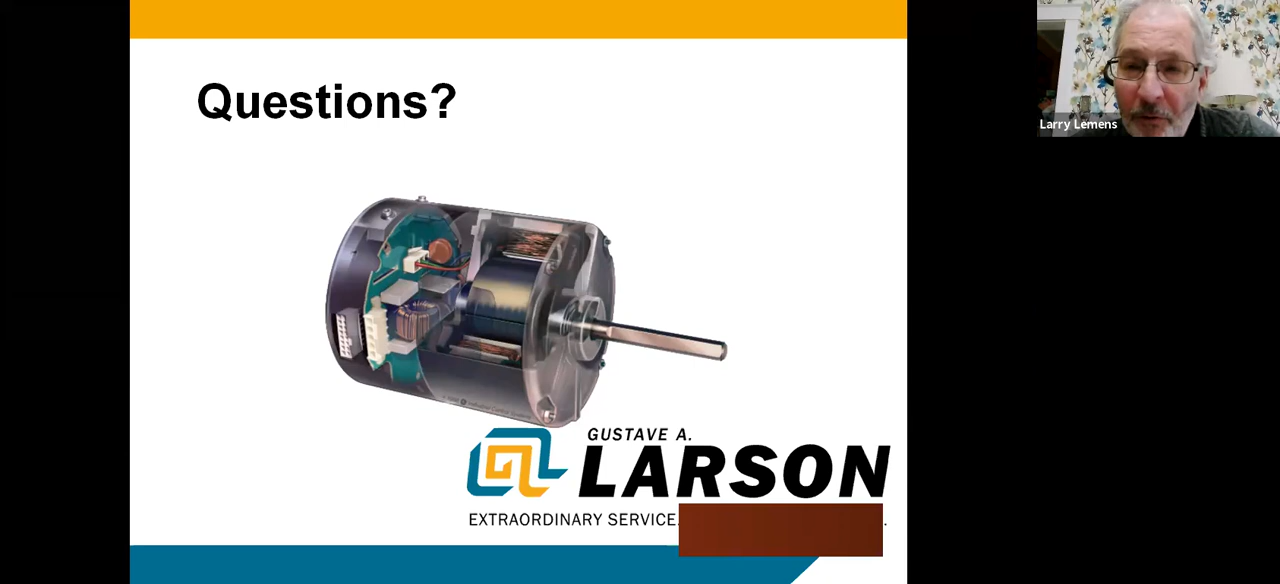 Questions?
Larry Lemens
GUSTAVE A.
LARSON
EXTRAORDINARY SERVICE.